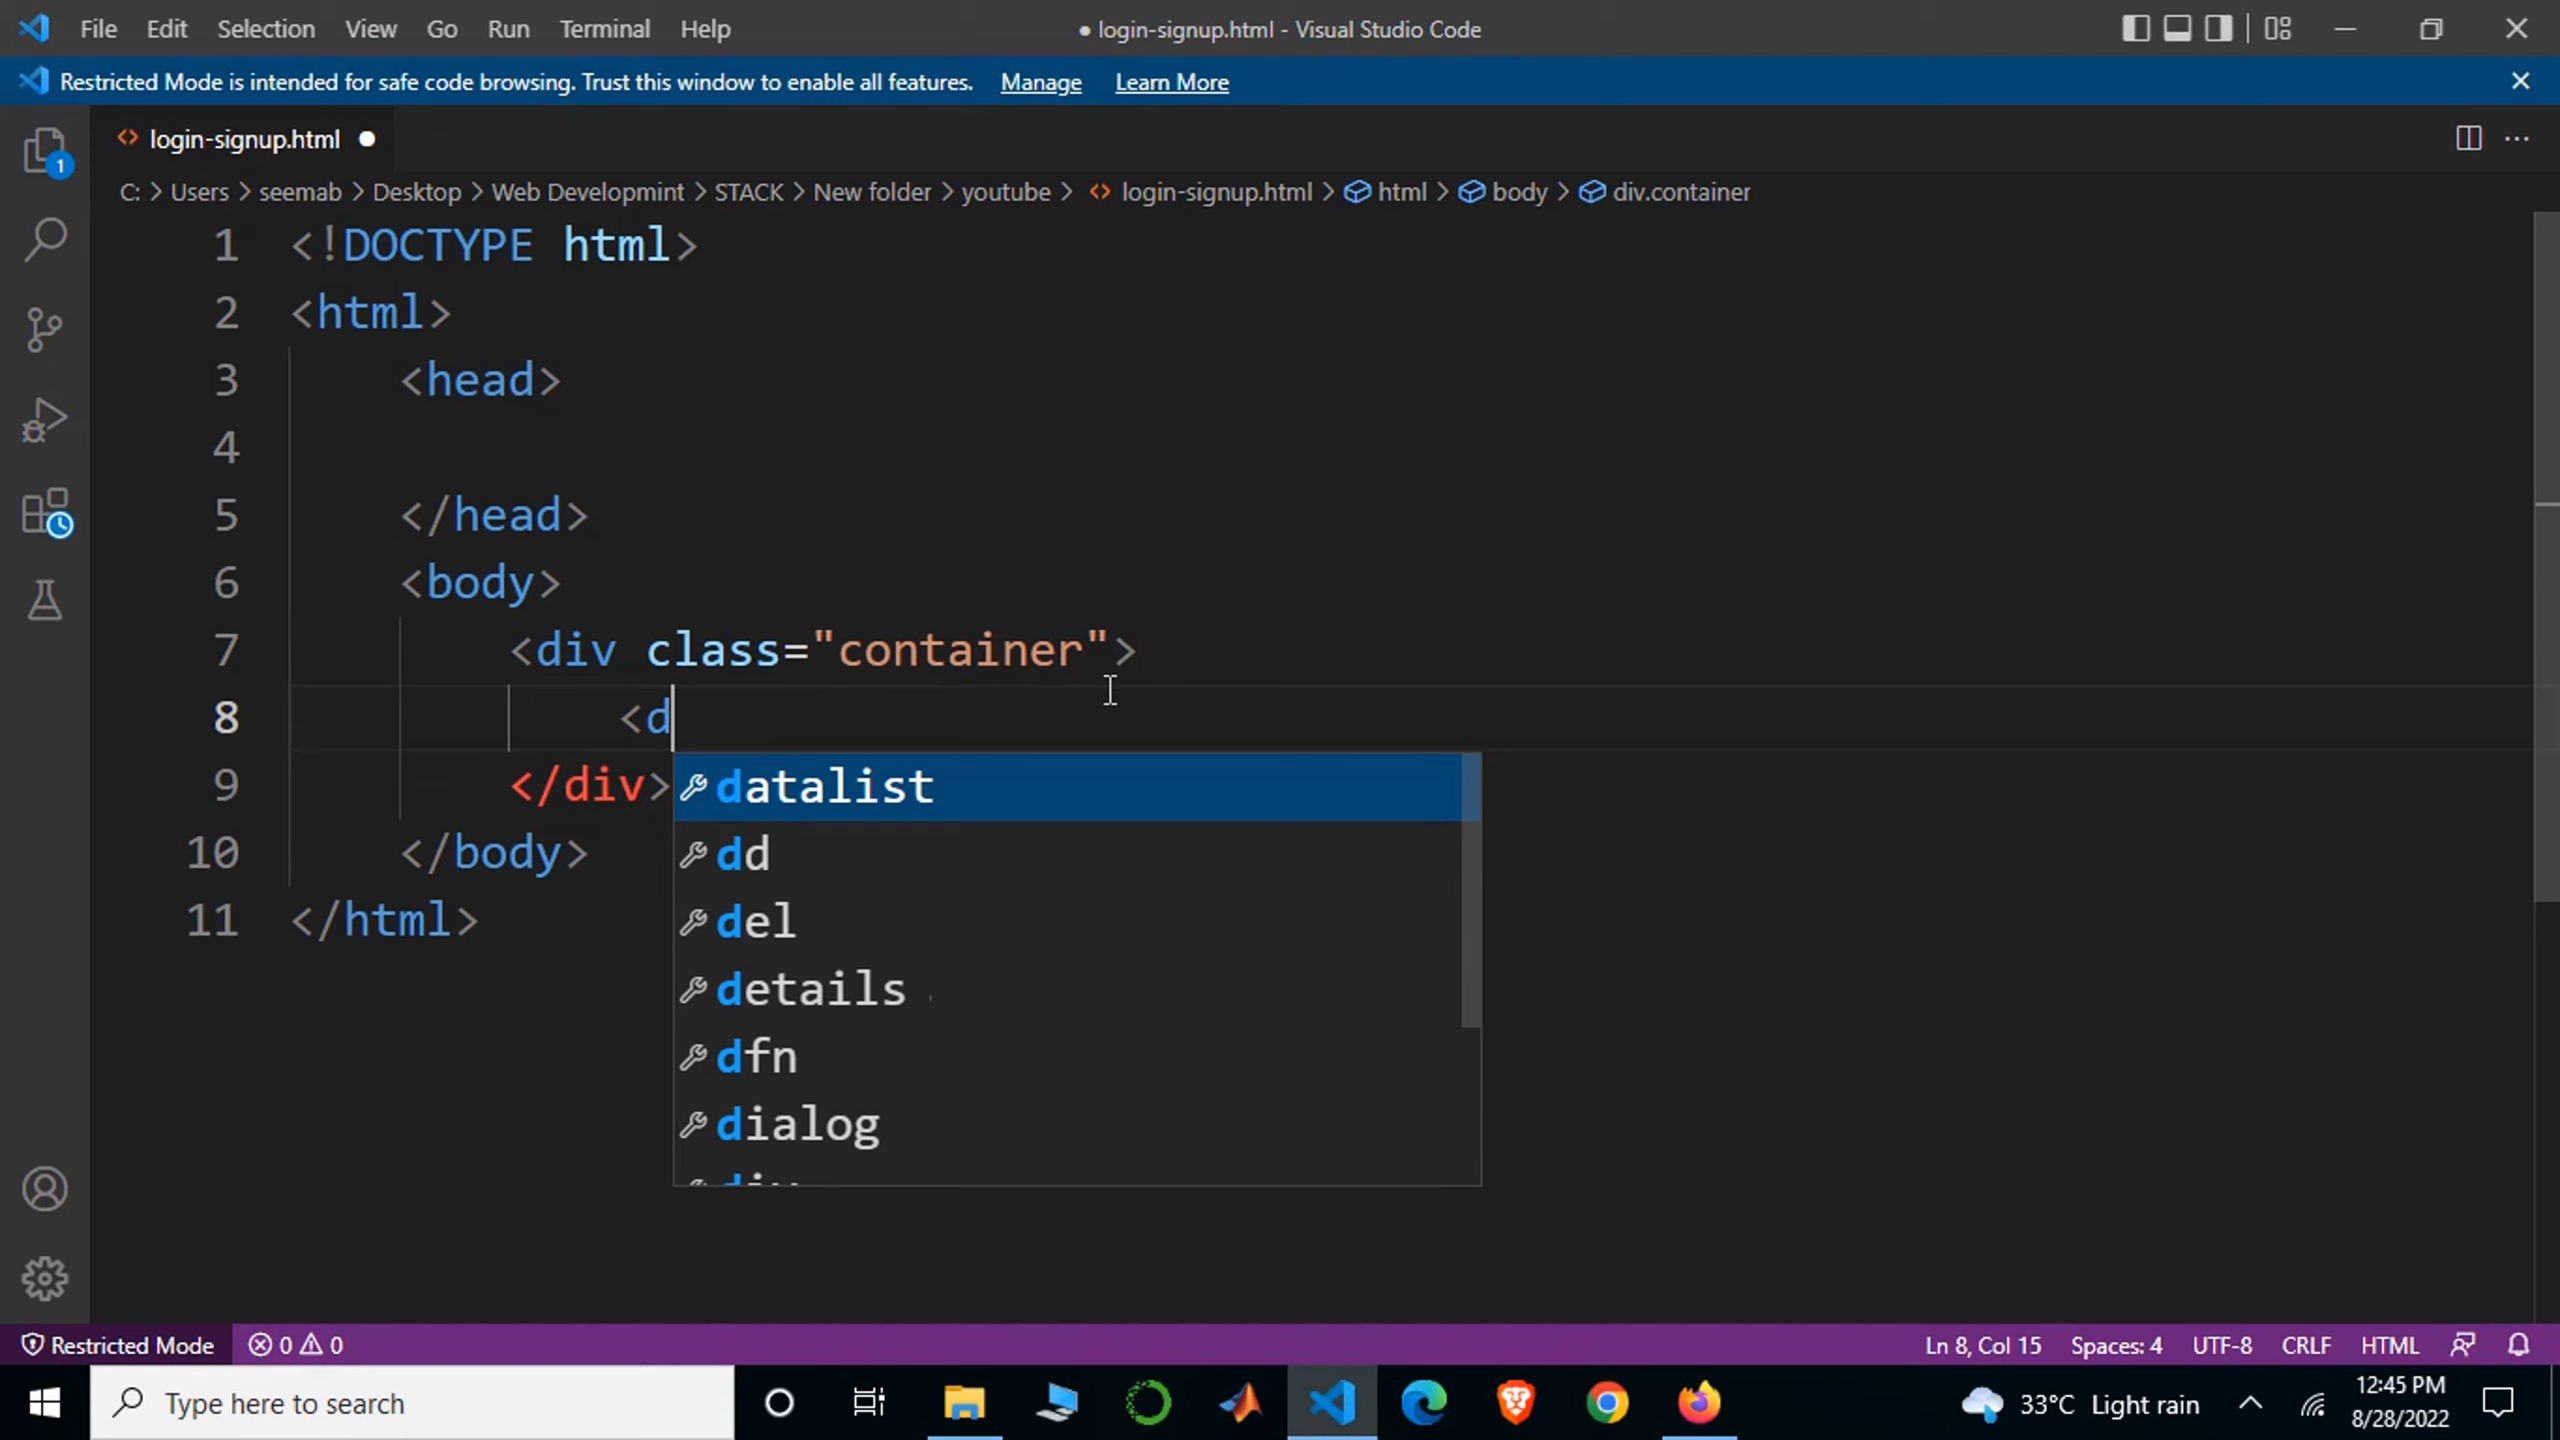 File Edit Selection View Go Run Terminal Help ● login-signup.html - Visual Studio Code
Restricted Mode is intended for safe code browsing. Trust this window to enable all features. Manage Learn More
login-signup.html ●
1
C: > Users > seemab > Desktop > Web Developmint > STACK > New folder > youtube > login-signup.html > html > body > div.container
1 <!DOCTYPE html>
2 <html>
3 <head>
4
5 </head>
6 <body>
7 <div class="container">
8 <d
9 </div>
datalist
10 </body>
dd
11 </html>
del
details
dfn
dialog
div
Restricted Mode 0 0 Ln 8, Col 15 Spaces: 4 UTF-8 CRLF HTML
Type here to search 33°C Light rain 12:45 PM
8/28/2022